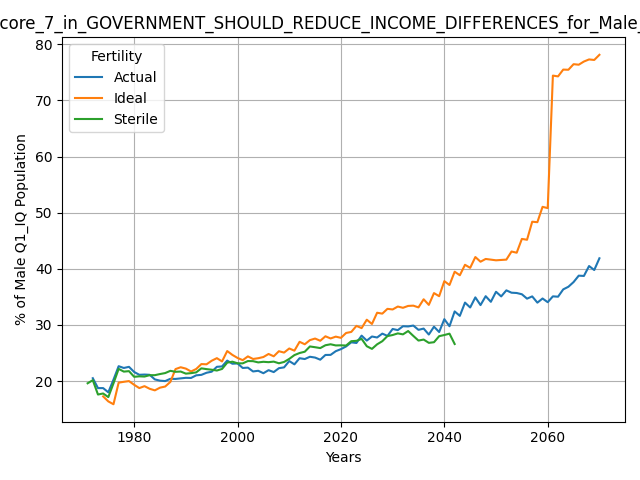 core_7_in_GOVERNMENT_SHOULD_REDUCE_INCOME_DIFFERENCES_for_Male_
Fertility
Actual
Ideal
Sterile
% of Male Q1_IQ Population
80
70
60
50
40
30
20
1980
2000
2020
2040
2060
Years